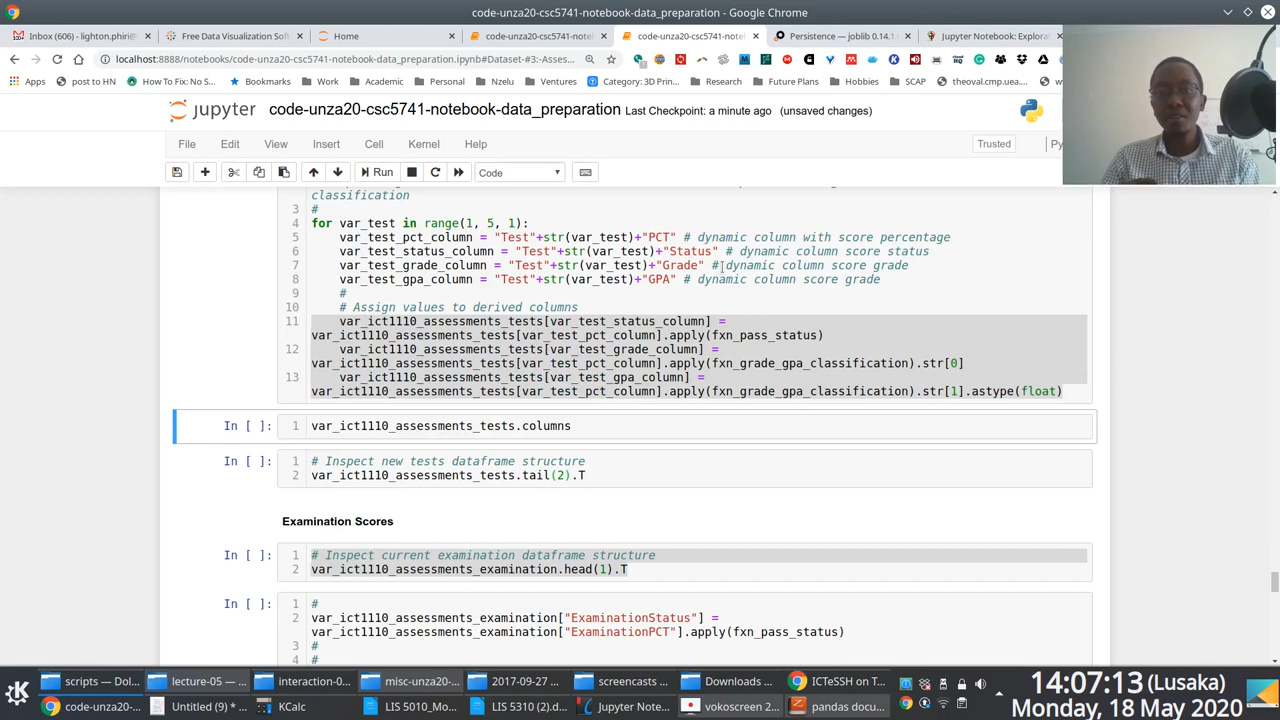 code-unza20-csc5741-notebook-data_preparation - Google Chrome
Inbox (606) - lighton.phiri@
Free Data Visualization Sof
Home
code-unza20-csc5741-notebo
code-unza20-csc5741-notebo
Persistence — joblib 0.14.1
Jupyter Notebook: Explorat
localhost:8888/notebooks/code-unza20-csc5741-notebook-data_preparation.ipynb#Dataset-#3:-Asses...
Apps
post to HN
How To Fix: No S
Bookmarks
Work
Academic
Personal
Nzelu
Ventures
Category: 3D Prin
Research
Future Plans
Hobbies
SCAP
theoval.cmp.uea
jupyter
code-unza20-csc5741-notebook-data_preparation
Last Checkpoint: a minute ago
(unsaved changes)
File
Edit
View
Insert
Cell
Kernel
Help
Trusted
Run
Code
classification
3 #
4 for var_test in range(1, 5, 1):
5 var_test_pct_column = "Test"+str(var_test)+"PCT" # dynamic column with score percentage
6 var_test_status_column = "Test"+str(var_test)+"Status" # dynamic column score status
7 var_test_grade_column = "Test"+str(var_test)+"Grade" # dynamic column score grade
8 var_test_gpa_column = "Test"+str(var_test)+"GPA" # dynamic column score grade
9 #
10 # Assign values to derived columns
11 var_ict1110_assessments_tests[var_test_status_column] =
var_ict1110_assessments_tests[var_test_pct_column].apply(fxn_pass_status)
12 var_ict1110_assessments_tests[var_test_grade_column] =
var_ict1110_assessments_tests[var_test_pct_column].apply(fxn_grade_gpa_classification).str[0]
13 var_ict1110_assessments_tests[var_test_gpa_column] =
var_ict1110_assessments_tests[var_test_pct_column].apply(fxn_grade_gpa_classification).str[1].astype(float)
In [ ]: 1 var_ict1110_assessments_tests.columns
In [ ]: 1 # Inspect new tests dataframe structure
2 var_ict1110_assessments_tests.tail(2).T
Examination Scores
In [ ]: 1 # Inspect current examination dataframe structure
2 var_ict1110_assessments_examination.head(1).T
In [ ]: 1 #
2 var_ict1110_assessments_examination["ExaminationStatus"] =
var_ict1110_assessments_examination["ExaminationPCT"].apply(fxn_pass_status)
3 #
4 #
scripts — Dol...
lecture-05 — ...
interaction-0...
misc-unza20-...
2017-09-27 ...
screencasts ...
Downloads ...
ICTeSSH on T...
code-unza20-...
Untitled (9) * ...
KCalc
LIS 5010_Mo...
LIS 5310 (2).d...
Jupyter Note...
vokoscreen 2...
pandas docu...
14:07:13 (Lusaka)
Monday, 18 May 2020